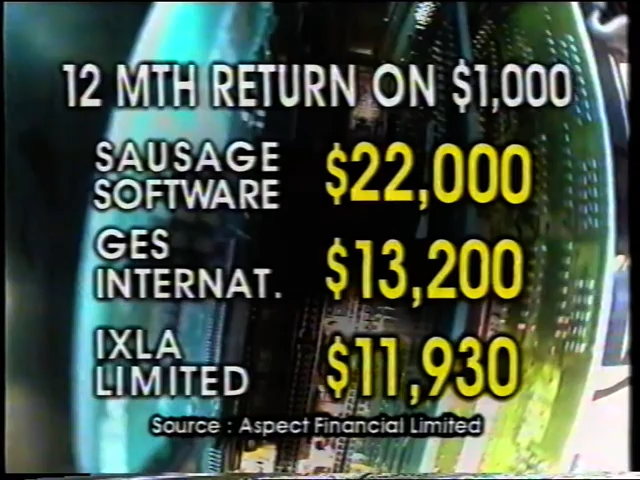 12 MTH RETURN ON $1,000
SAUSAGE
SOFTWARE
$22,000
GES
INTERNAT.
$13,200
IXLA
LIMITED
$11,930
Source : Aspect Financial Limited